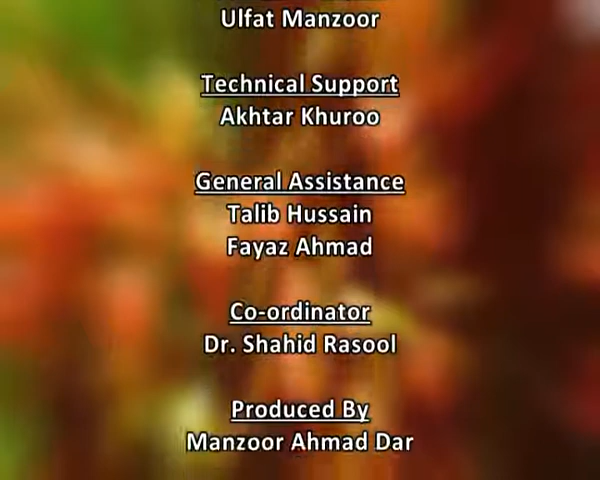 Ulfat Manzoor
Technical Support
Akhtar Khuroo
General Assistance
Talib Hussain
Fayaz Ahmad
Co-ordinator
Dr. Shahid Rasool
Produced By
Manzoor Ahmad Dar